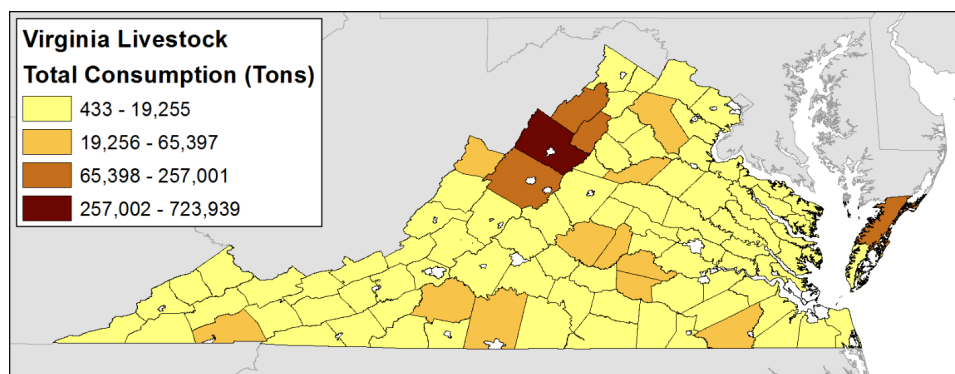 Virginia Livestock
Total Consumption (Tons)
433 - 19,255
19,256 - 65,397
65,398 - 257,001
257,002 - 723,939